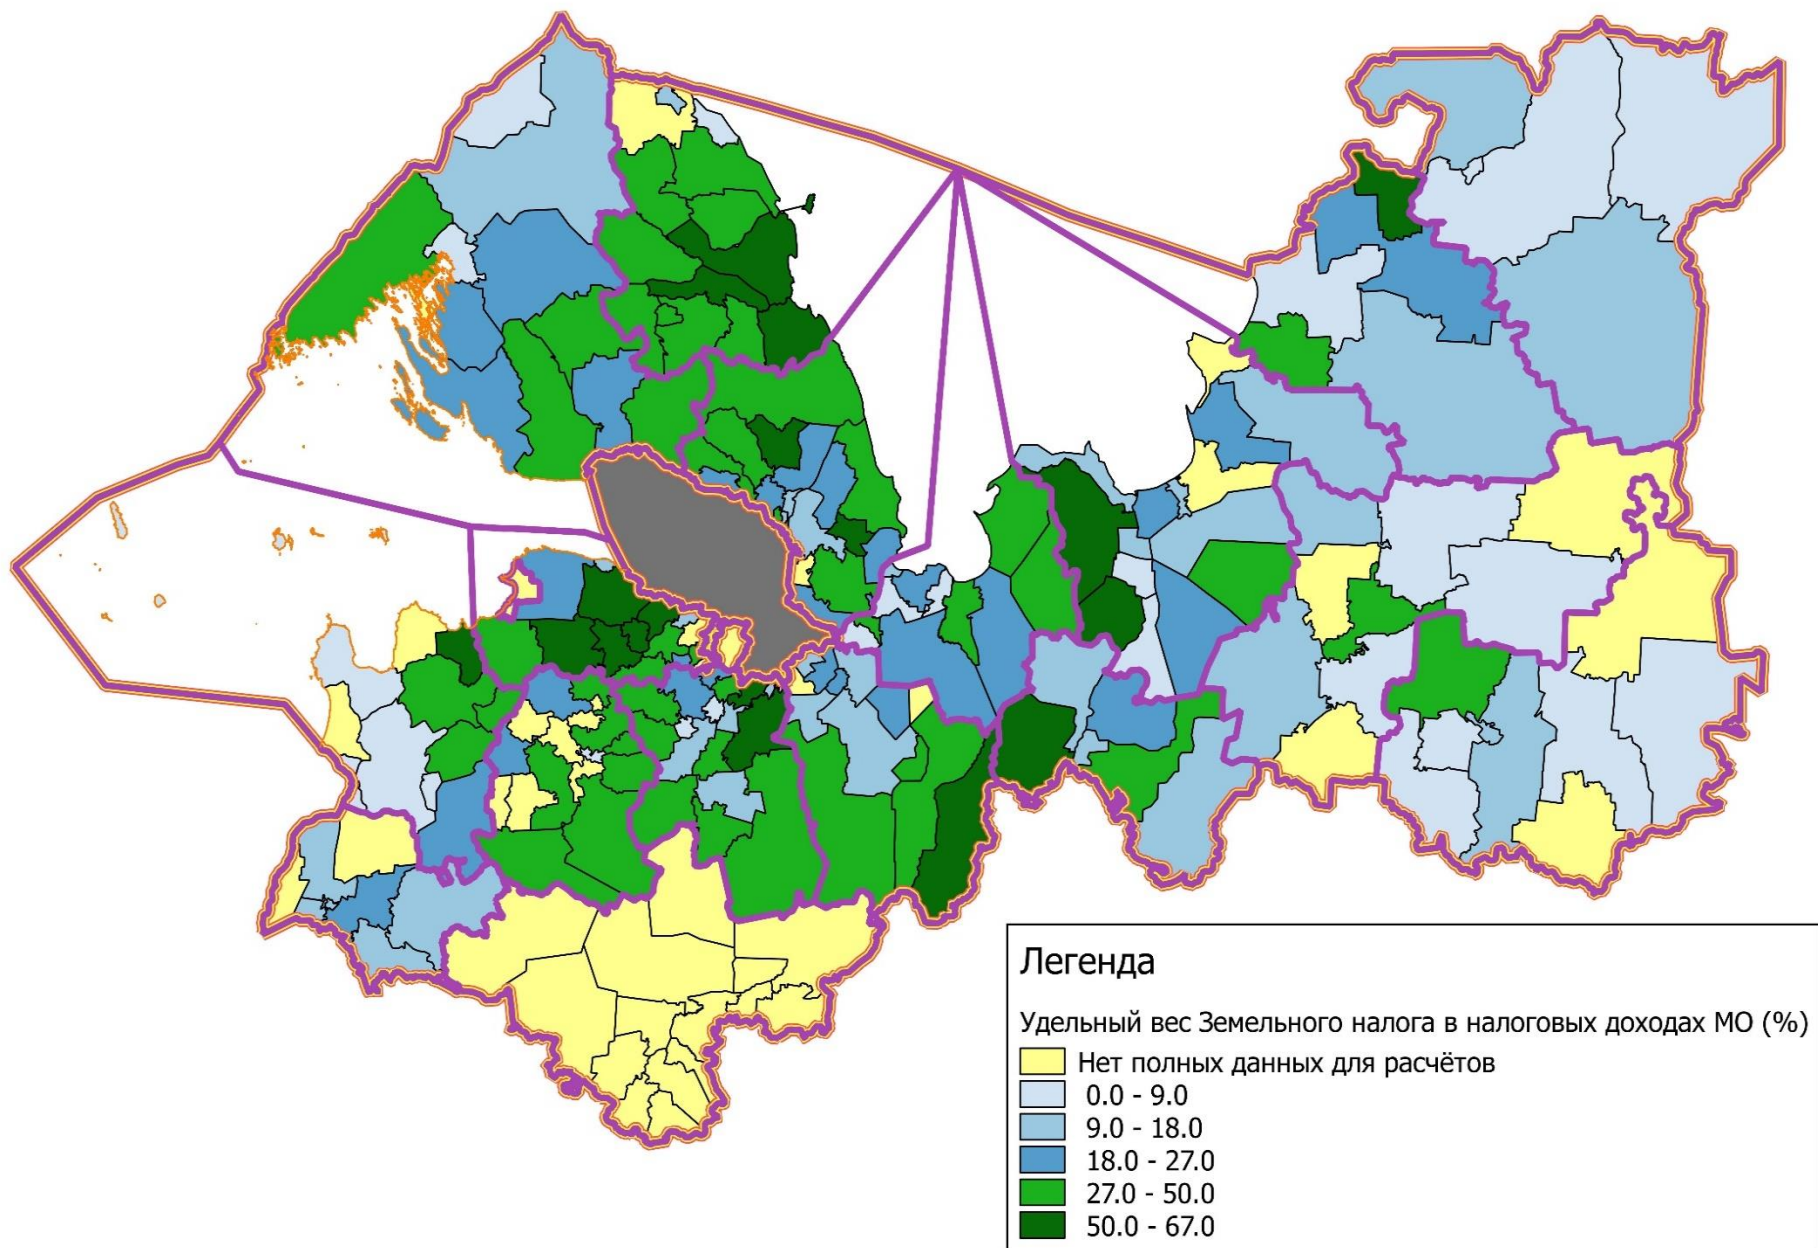 Легенда
Удельный вес Земельного налога в налоговых доходах МО (%)
Нет полных данных для расчётов
0.0 - 9.0
9.0 - 18.0
18.0 - 27.0
27.0 - 50.0
50.0 - 67.0